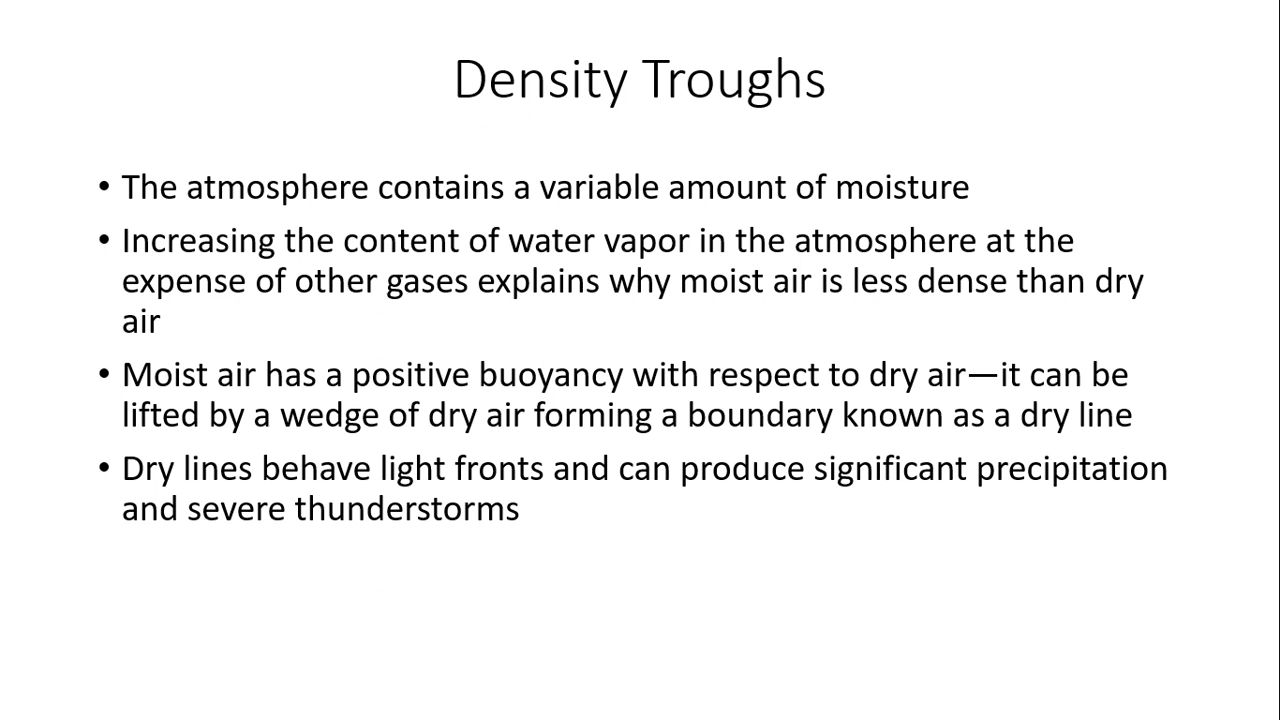 Density Troughs
• The atmosphere contains a variable amount of moisture
• Increasing the content of water vapor in the atmosphere at the
expense of other gases explains why moist air is less dense than dry
air
• Moist air has a positive buoyancy with respect to dry air—it can be
lifted by a wedge of dry air forming a boundary known as a dry line
• Dry lines behave light fronts and can produce significant precipitation
and severe thunderstorms